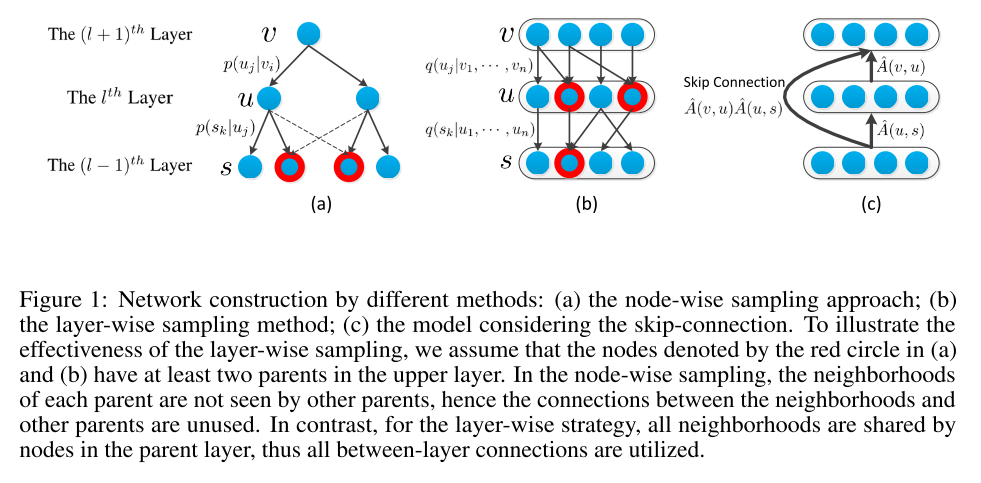 The (l + 1)^{th} Layer
v
p(u_j|v_i)
The l^{th} Layer
u
p(s_k|u_j)
The (l − 1)^{th} Layer
s
(a)
v
q(u_j|v_1, ··· , v_n)
u
q(s_k|u_1, ··· , u_n)
s
(b)
Skip Connection
Â(v, u)Â(u, s)
Â(v, u)
Â(u, s)
(c)
Figure 1: Network construction by different methods: (a) the node-wise sampling approach; (b)
the layer-wise sampling method; (c) the model considering the skip-connection. To illustrate the
effectiveness of the layer-wise sampling, we assume that the nodes denoted by the red circle in (a)
and (b) have at least two parents in the upper layer. In the node-wise sampling, the neighborhoods
of each parent are not seen by other parents, hence the connections between the neighborhoods and
other parents are unused. In contrast, for the layer-wise strategy, all neighborhoods are shared by
nodes in the parent layer, thus all between-layer connections are utilized.